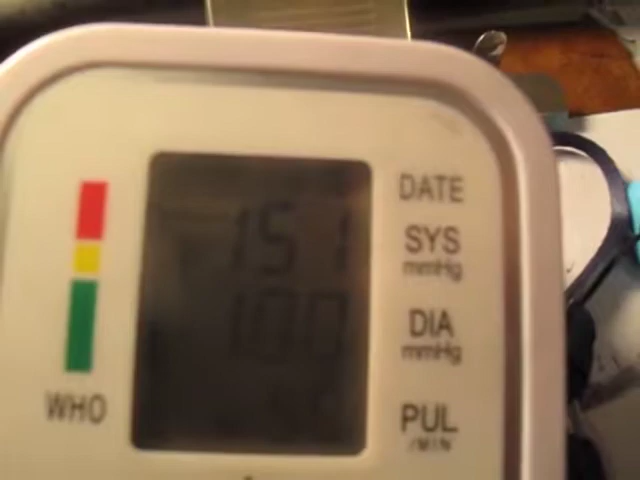 DATE
151
SYS
mmHg
100
DIA
mmHg
WHO
PUL
/MIN